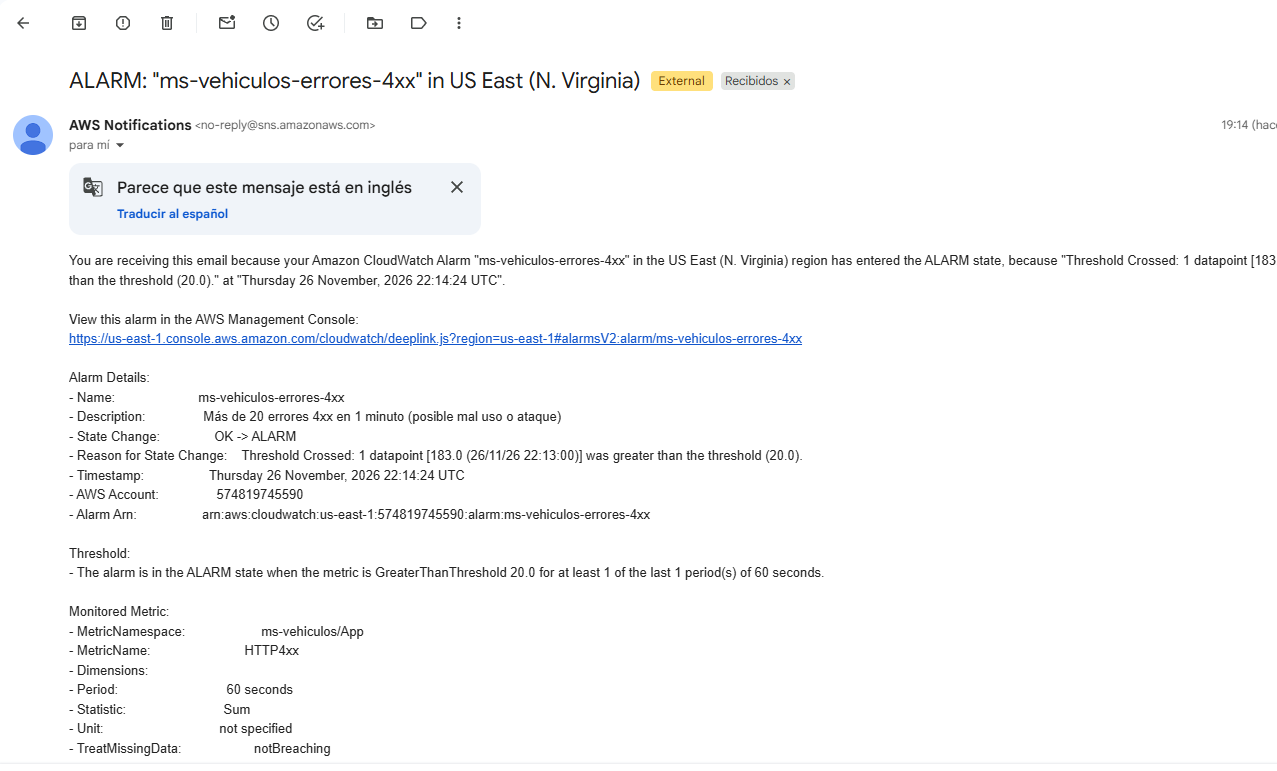 ALARM: "ms-vehiculos-errores-4xx" in US East (N. Virginia) External Recibidos ×
AWS Notifications <no-reply@sns.amazonaws.com> 19:14 (hac
para mí
Parece que este mensaje está en inglés
Traducir al español
You are receiving this email because your Amazon CloudWatch Alarm "ms-vehiculos-errores-4xx" in the US East (N. Virginia) region has entered the ALARM state, because "Threshold Crossed: 1 datapoint [183
than the threshold (20.0)." at "Thursday 26 November, 2026 22:14:24 UTC".
View this alarm in the AWS Management Console:
https://us-east-1.console.aws.amazon.com/cloudwatch/deeplink.js?region=us-east-1#alarmsV2:alarm/ms-vehiculos-errores-4xx
Alarm Details:
- Name: ms-vehiculos-errores-4xx
- Description: Más de 20 errores 4xx en 1 minuto (posible mal uso o ataque)
- State Change: OK -> ALARM
- Reason for State Change: Threshold Crossed: 1 datapoint [183.0 (26/11/26 22:13:00)] was greater than the threshold (20.0).
- Timestamp: Thursday 26 November, 2026 22:14:24 UTC
- AWS Account: 574819745590
- Alarm Arn: arn:aws:cloudwatch:us-east-1:574819745590:alarm:ms-vehiculos-errores-4xx
Threshold:
- The alarm is in the ALARM state when the metric is GreaterThanThreshold 20.0 for at least 1 of the last 1 period(s) of 60 seconds.
Monitored Metric:
- MetricNamespace: ms-vehiculos/App
- MetricName: HTTP4xx
- Dimensions:
- Period: 60 seconds
- Statistic: Sum
- Unit: not specified
- TreatMissingData: notBreaching